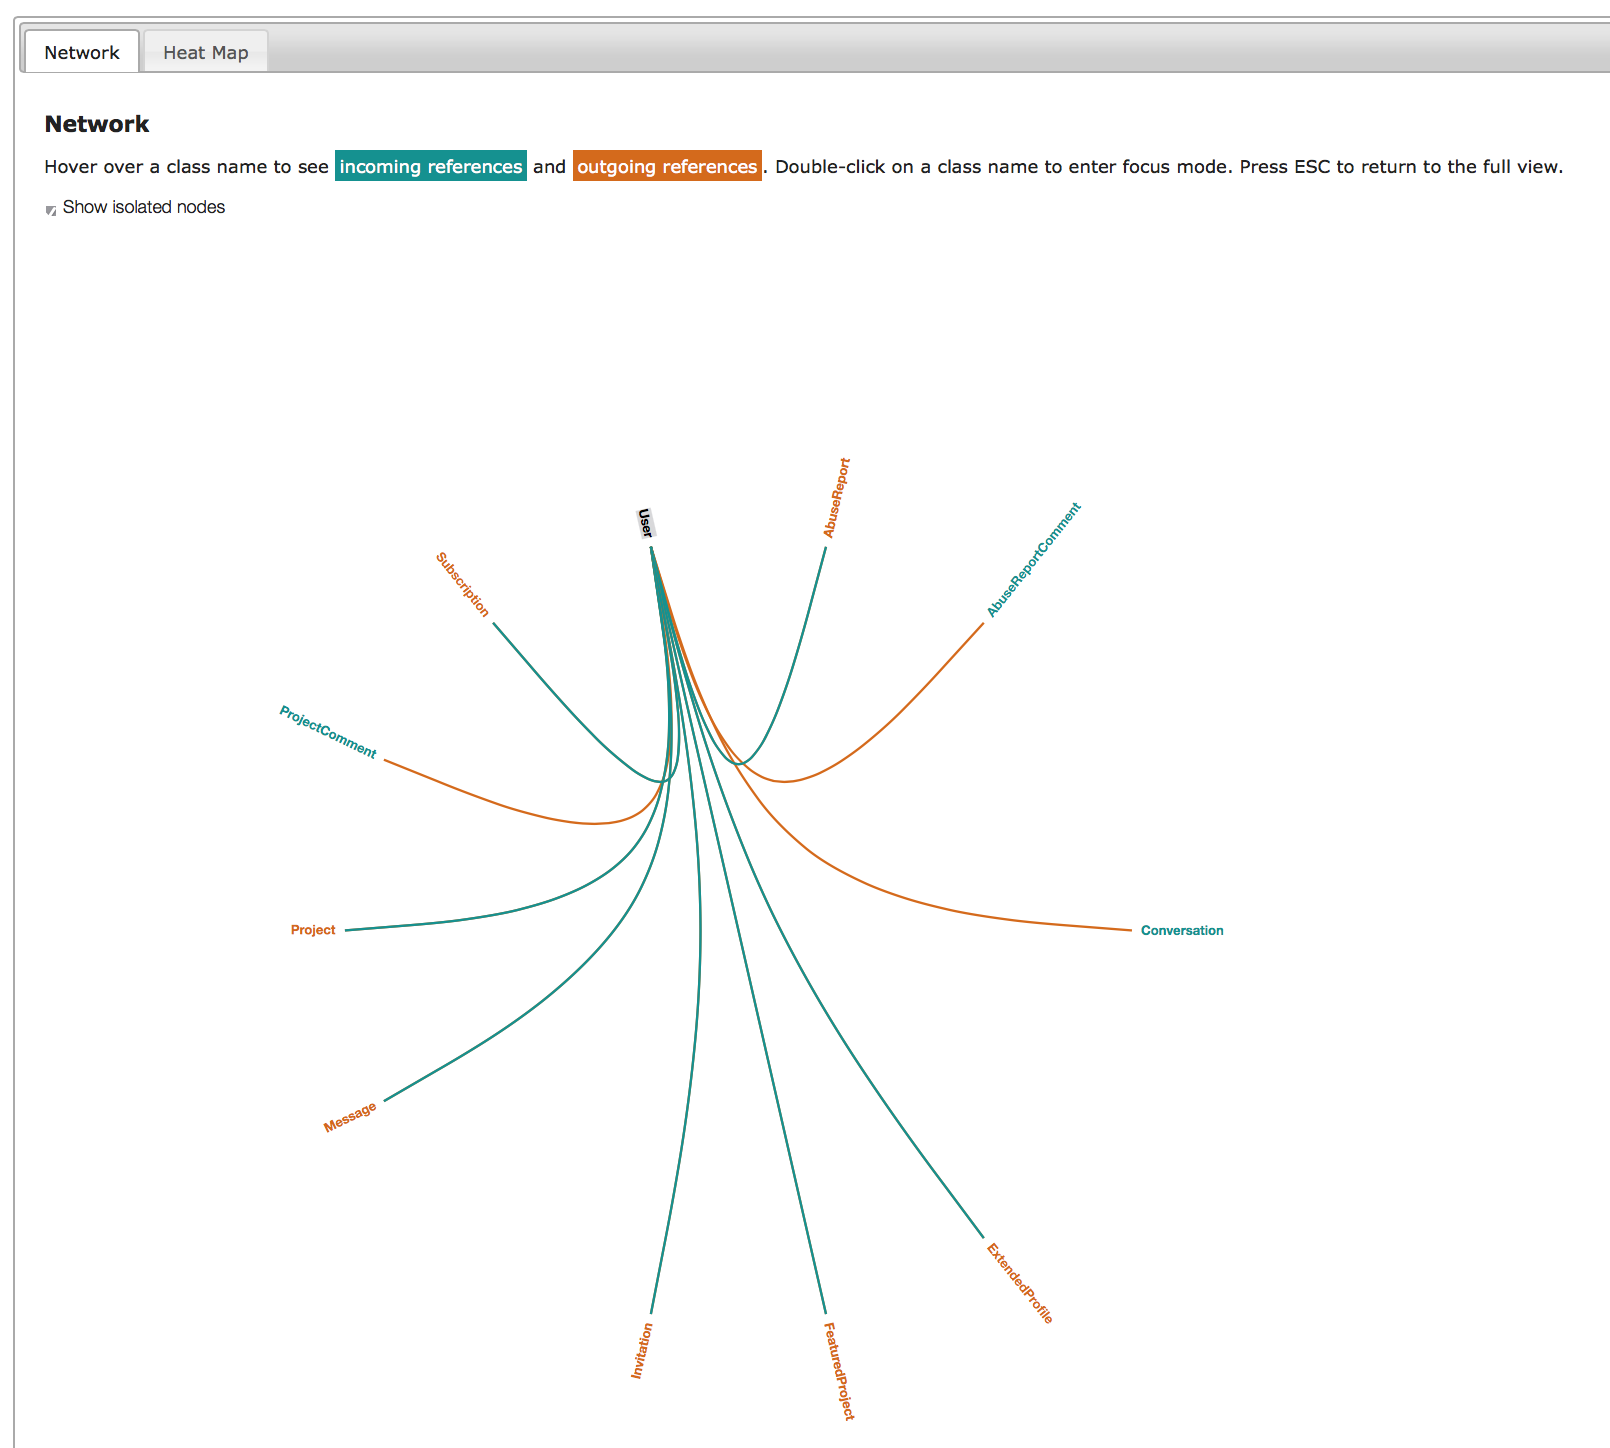 Network
Heat Map
Network
Hover over a class name to see incoming references and outgoing references. Double-click on a class name to enter focus mode. Press ESC to return to the full view.
Show isolated nodes
User
AbuseReport
AbuseReportComment
Subscription
ProjectComment
Project
Conversation
Message
ExtendedProfile
Invitation
FeaturedProject